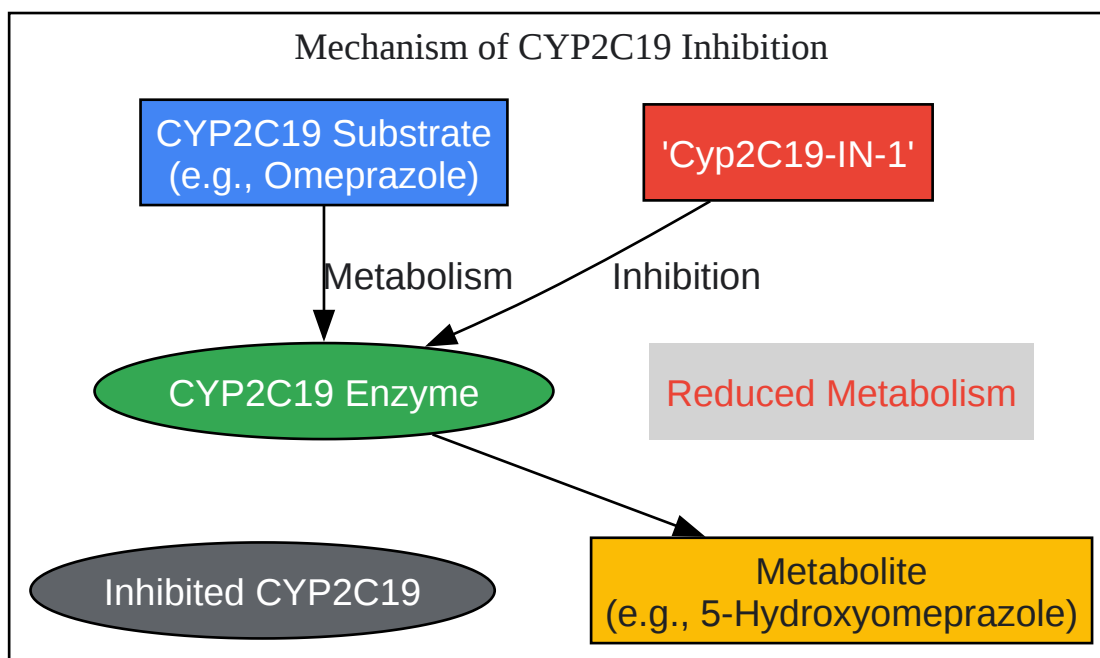 Mechanism of CYP2C19 Inhibition
CYP2C19 Substrate
(e.g., Omeprazole)
'Cyp2C19-IN-1'
Metabolism
Inhibition
CYP2C19 Enzyme
Reduced Metabolism
Inhibited CYP2C19
Metabolite
(e.g., 5-Hydroxyomeprazole)